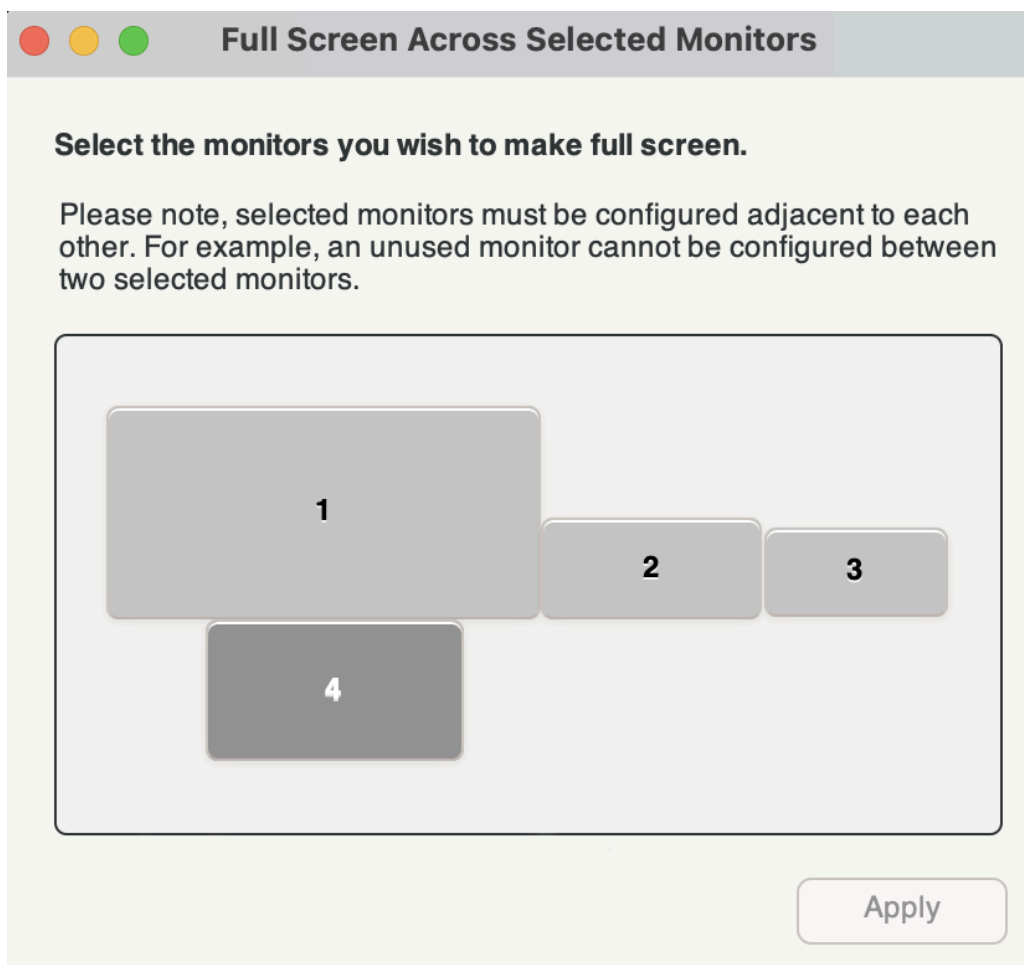 Full Screen Across Selected Monitors
Select the monitors you wish to make full screen.
Please note, selected monitors must be configured adjacent to each
other. For example, an unused monitor cannot be configured between
two selected monitors.
1
2
3
4
Apply